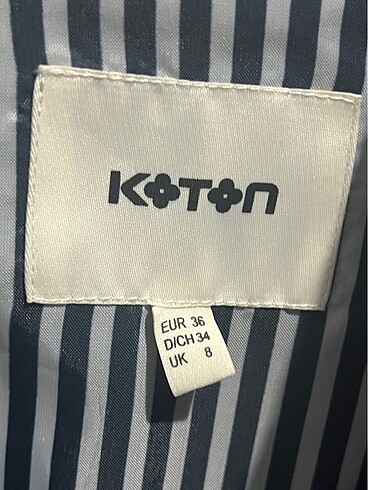 KOTON
EUR 36
D/CH 34
UK 8